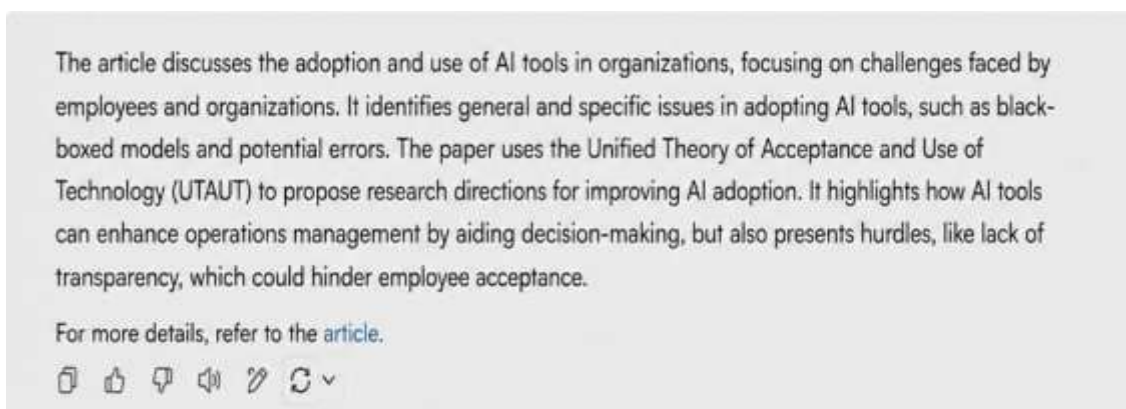 The article discusses the adoption and use of AI tools in organizations, focusing on challenges faced by
employees and organizations. It identifies general and specific issues in adopting AI tools, such as black-
boxed models and potential errors. The paper uses the Unified Theory of Acceptance and Use of
Technology (UTAUT) to propose research directions for improving AI adoption. It highlights how AI tools
can enhance operations management by aiding decision-making, but also presents hurdles, like lack of
transparency, which could hinder employee acceptance.
For more details, refer to the article.